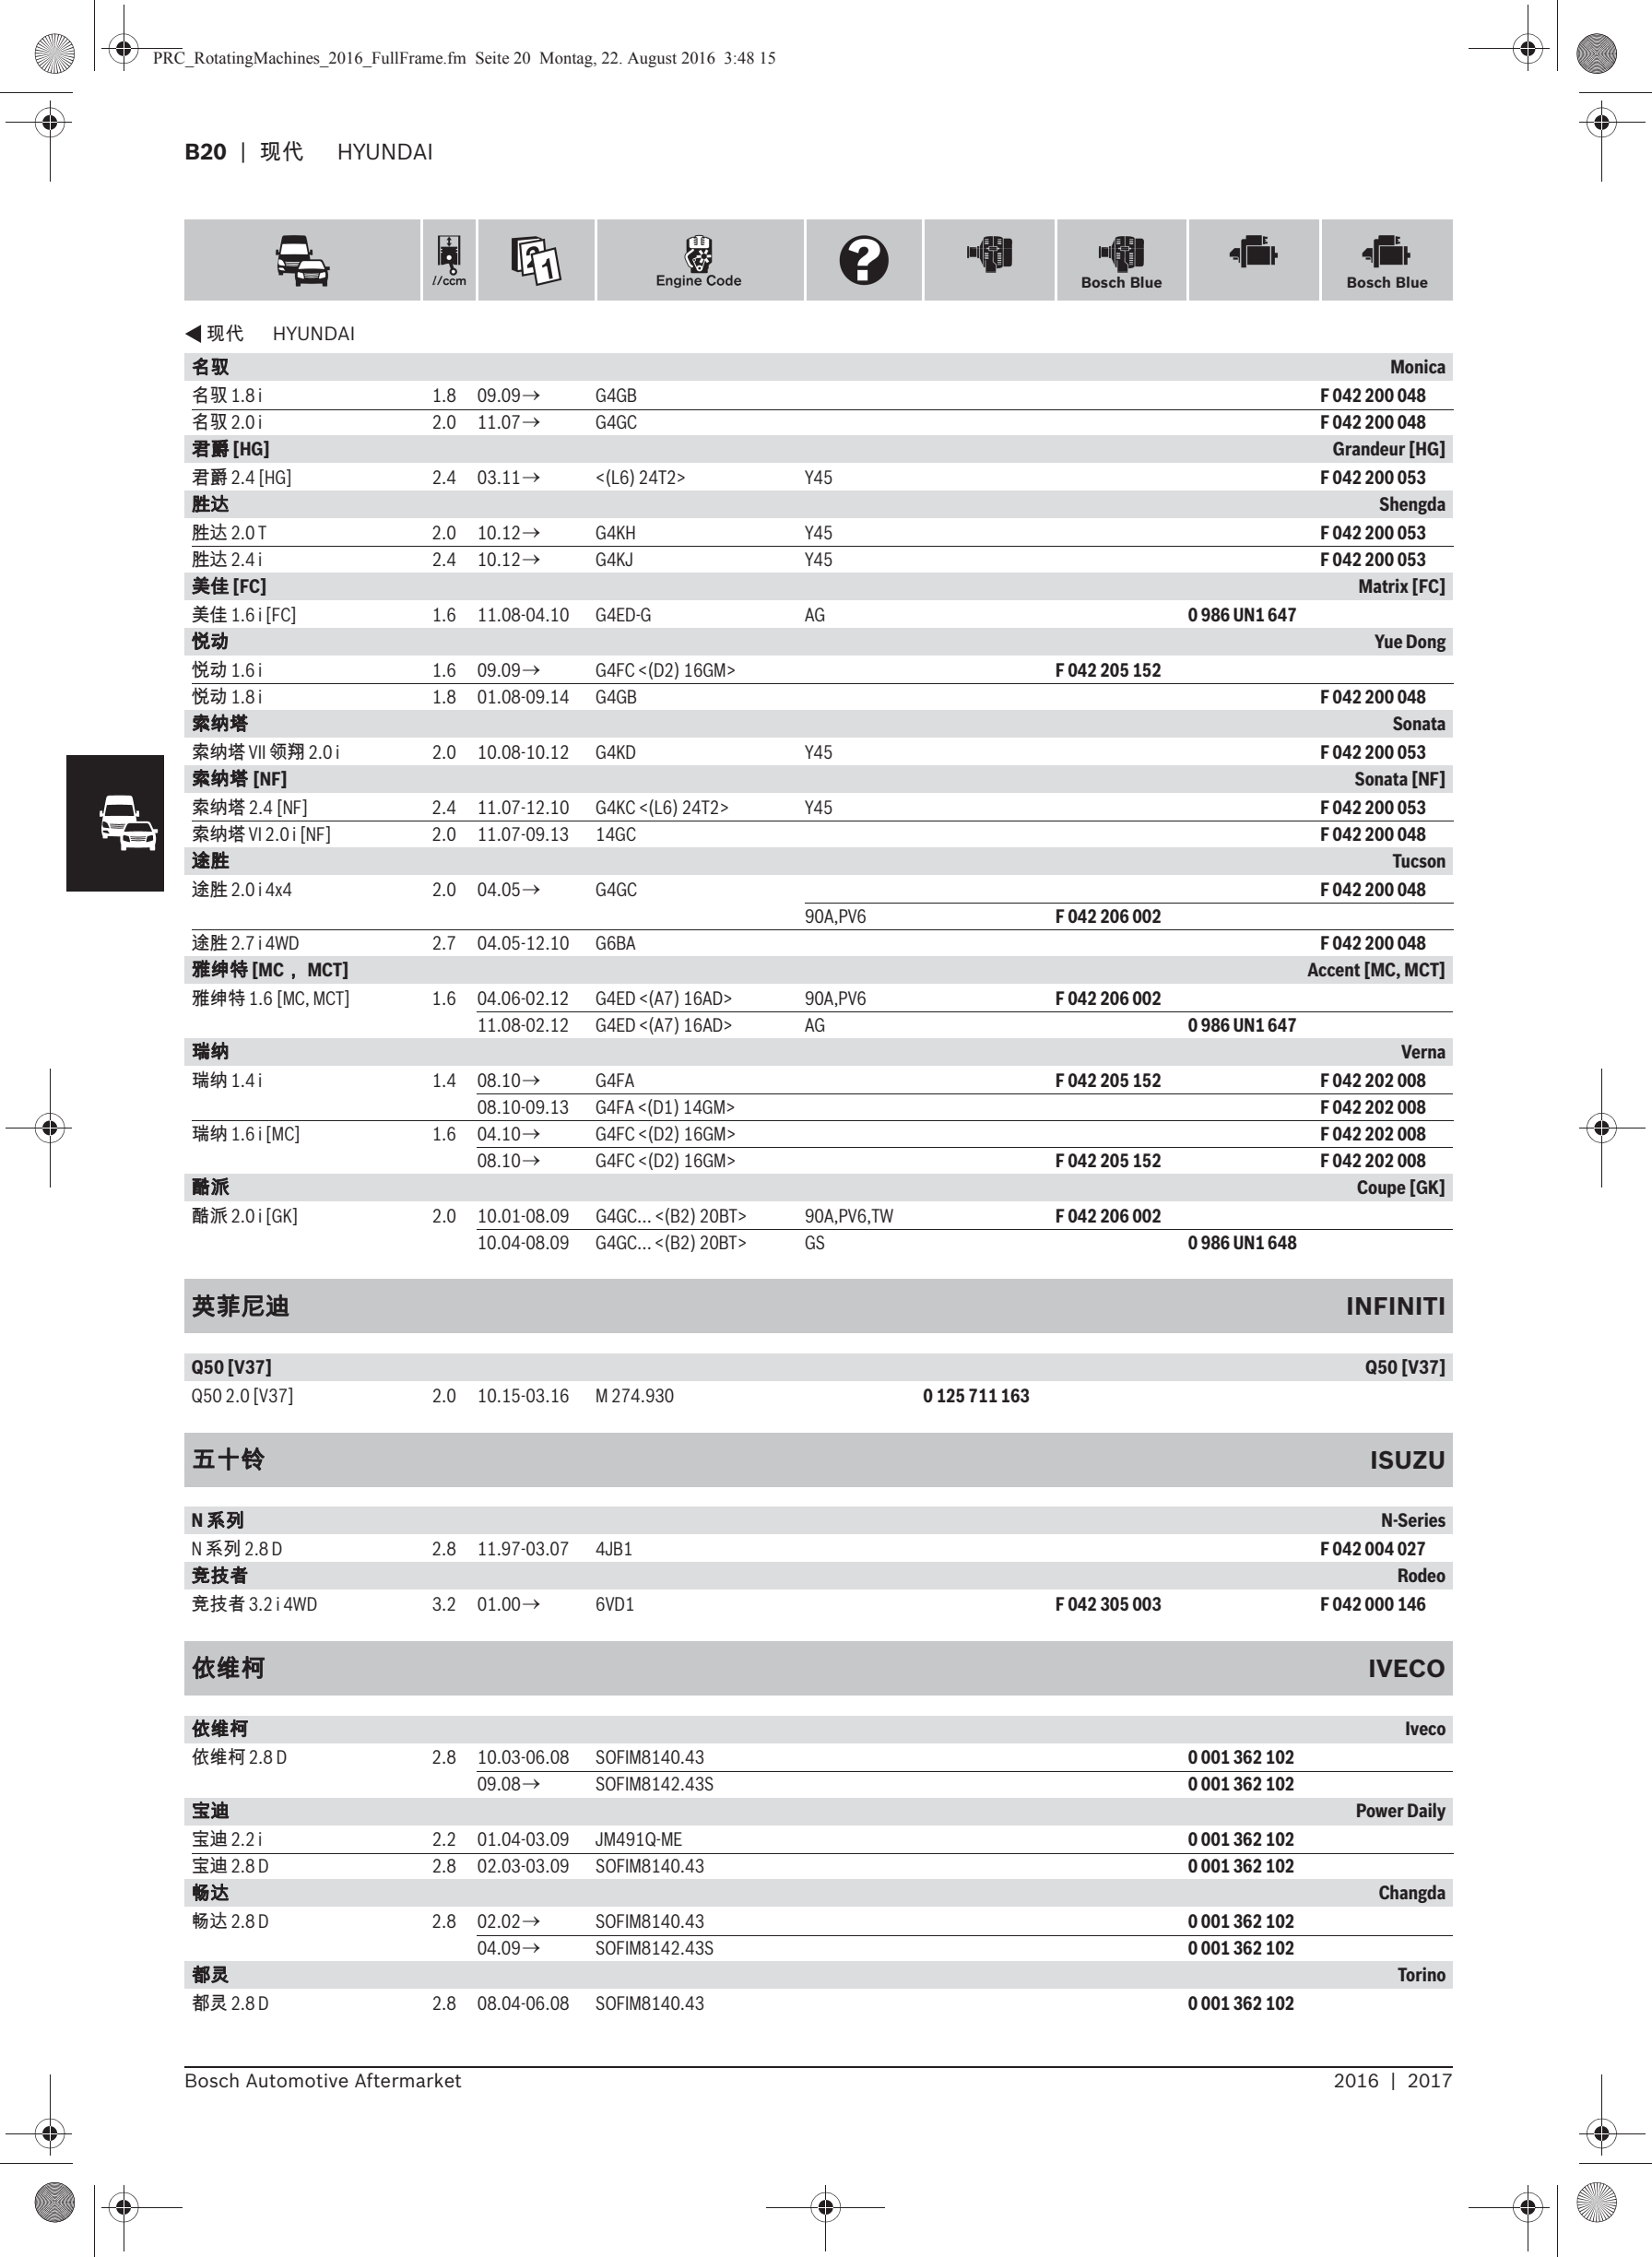 PRC_RotatingMachines_2016_FullFrame.fm Seite 20 Montag, 22. August 2016 3:48 15
B20 | 现代 HYUNDAI
l/ccm 2 1 Engine Code ? Bosch Blue Bosch Blue
◀现代 HYUNDAI
名驭 Monica
名驭 1.8 i 1.8 09.09→ G4GB F 042 200 048
名驭 2.0 i 2.0 11.07→ G4GC F 042 200 048
君爵 [HG] Grandeur [HG]
君爵 2.4 [HG] 2.4 03.11→ <(L6) 24T2> Y45 F 042 200 053
胜达 Shengda
胜达 2.0 T 2.0 10.12→ G4KH Y45 F 042 200 053
胜达 2.4 i 2.4 10.12→ G4KJ Y45 F 042 200 053
美佳 [FC] Matrix [FC]
美佳 1.6 i [FC] 1.6 11.08-04.10 G4ED-G AG 0 986 UN1 647
悦动 Yue Dong
悦动 1.6 i 1.6 09.09→ G4FC <(D2) 16GM> F 042 205 152
悦动 1.8 i 1.8 01.08-09.14 G4GB F 042 200 048
索纳塔 Sonata
索纳塔 VII 领翔 2.0 i 2.0 10.08-10.12 G4KD Y45 F 042 200 053
索纳塔 [NF] Sonata [NF]
索纳塔 2.4 [NF] 2.4 11.07-12.10 G4KC <(L6) 24T2> Y45 F 042 200 053
索纳塔 VI 2.0 i [NF] 2.0 11.07-09.13 14GC F 042 200 048
途胜 Tucson
途胜 2.0 i 4x4 2.0 04.05→ G4GC F 042 200 048
90A,PV6 F 042 206 002
途胜 2.7 i 4WD 2.7 04.05-12.10 G6BA F 042 200 048
雅绅特 [MC， MCT] Accent [MC, MCT]
雅绅特 1.6 [MC, MCT] 1.6 04.06-02.12 G4ED <(A7) 16AD> 90A,PV6 F 042 206 002
11.08-02.12 G4ED <(A7) 16AD> AG 0 986 UN1 647
瑞纳 Verna
瑞纳 1.4 i 1.4 08.10→ G4FA F 042 205 152 F 042 202 008
08.10-09.13 G4FA <(D1) 14GM> F 042 202 008
瑞纳 1.6 i [MC] 1.6 04.10→ G4FC <(D2) 16GM> F 042 202 008
08.10→ G4FC <(D2) 16GM> F 042 205 152 F 042 202 008
酷派 Coupe [GK]
酷派 2.0 i [GK] 2.0 10.01-08.09 G4GC... <(B2) 20BT> 90A,PV6,TW F 042 206 002
10.04-08.09 G4GC... <(B2) 20BT> GS 0 986 UN1 648
英菲尼迪 INFINITI
Q50 [V37] Q50 [V37]
Q50 2.0 [V37] 2.0 10.15-03.16 M 274.930 0 125 711 163
五十铃 ISUZU
N 系列 N-Series
N 系列 2.8 D 2.8 11.97-03.07 4JB1 F 042 004 027
竞技者 Rodeo
竞技者 3.2 i 4WD 3.2 01.00→ 6VD1 F 042 305 003 F 042 000 146
依维柯 IVECO
依维柯 Iveco
依维柯 2.8 D 2.8 10.03-06.08 SOFIM8140.43 0 001 362 102
09.08→ SOFIM8142.43S 0 001 362 102
宝迪 Power Daily
宝迪 2.2 i 2.2 01.04-03.09 JM491Q-ME 0 001 362 102
宝迪 2.8 D 2.8 02.03-03.09 SOFIM8140.43 0 001 362 102
畅达 Changda
畅达 2.8 D 2.8 02.02→ SOFIM8140.43 0 001 362 102
04.09→ SOFIM8142.43S 0 001 362 102
都灵 Torino
都灵 2.8 D 2.8 08.04-06.08 SOFIM8140.43 0 001 362 102
Bosch Automotive Aftermarket 2016 | 2017